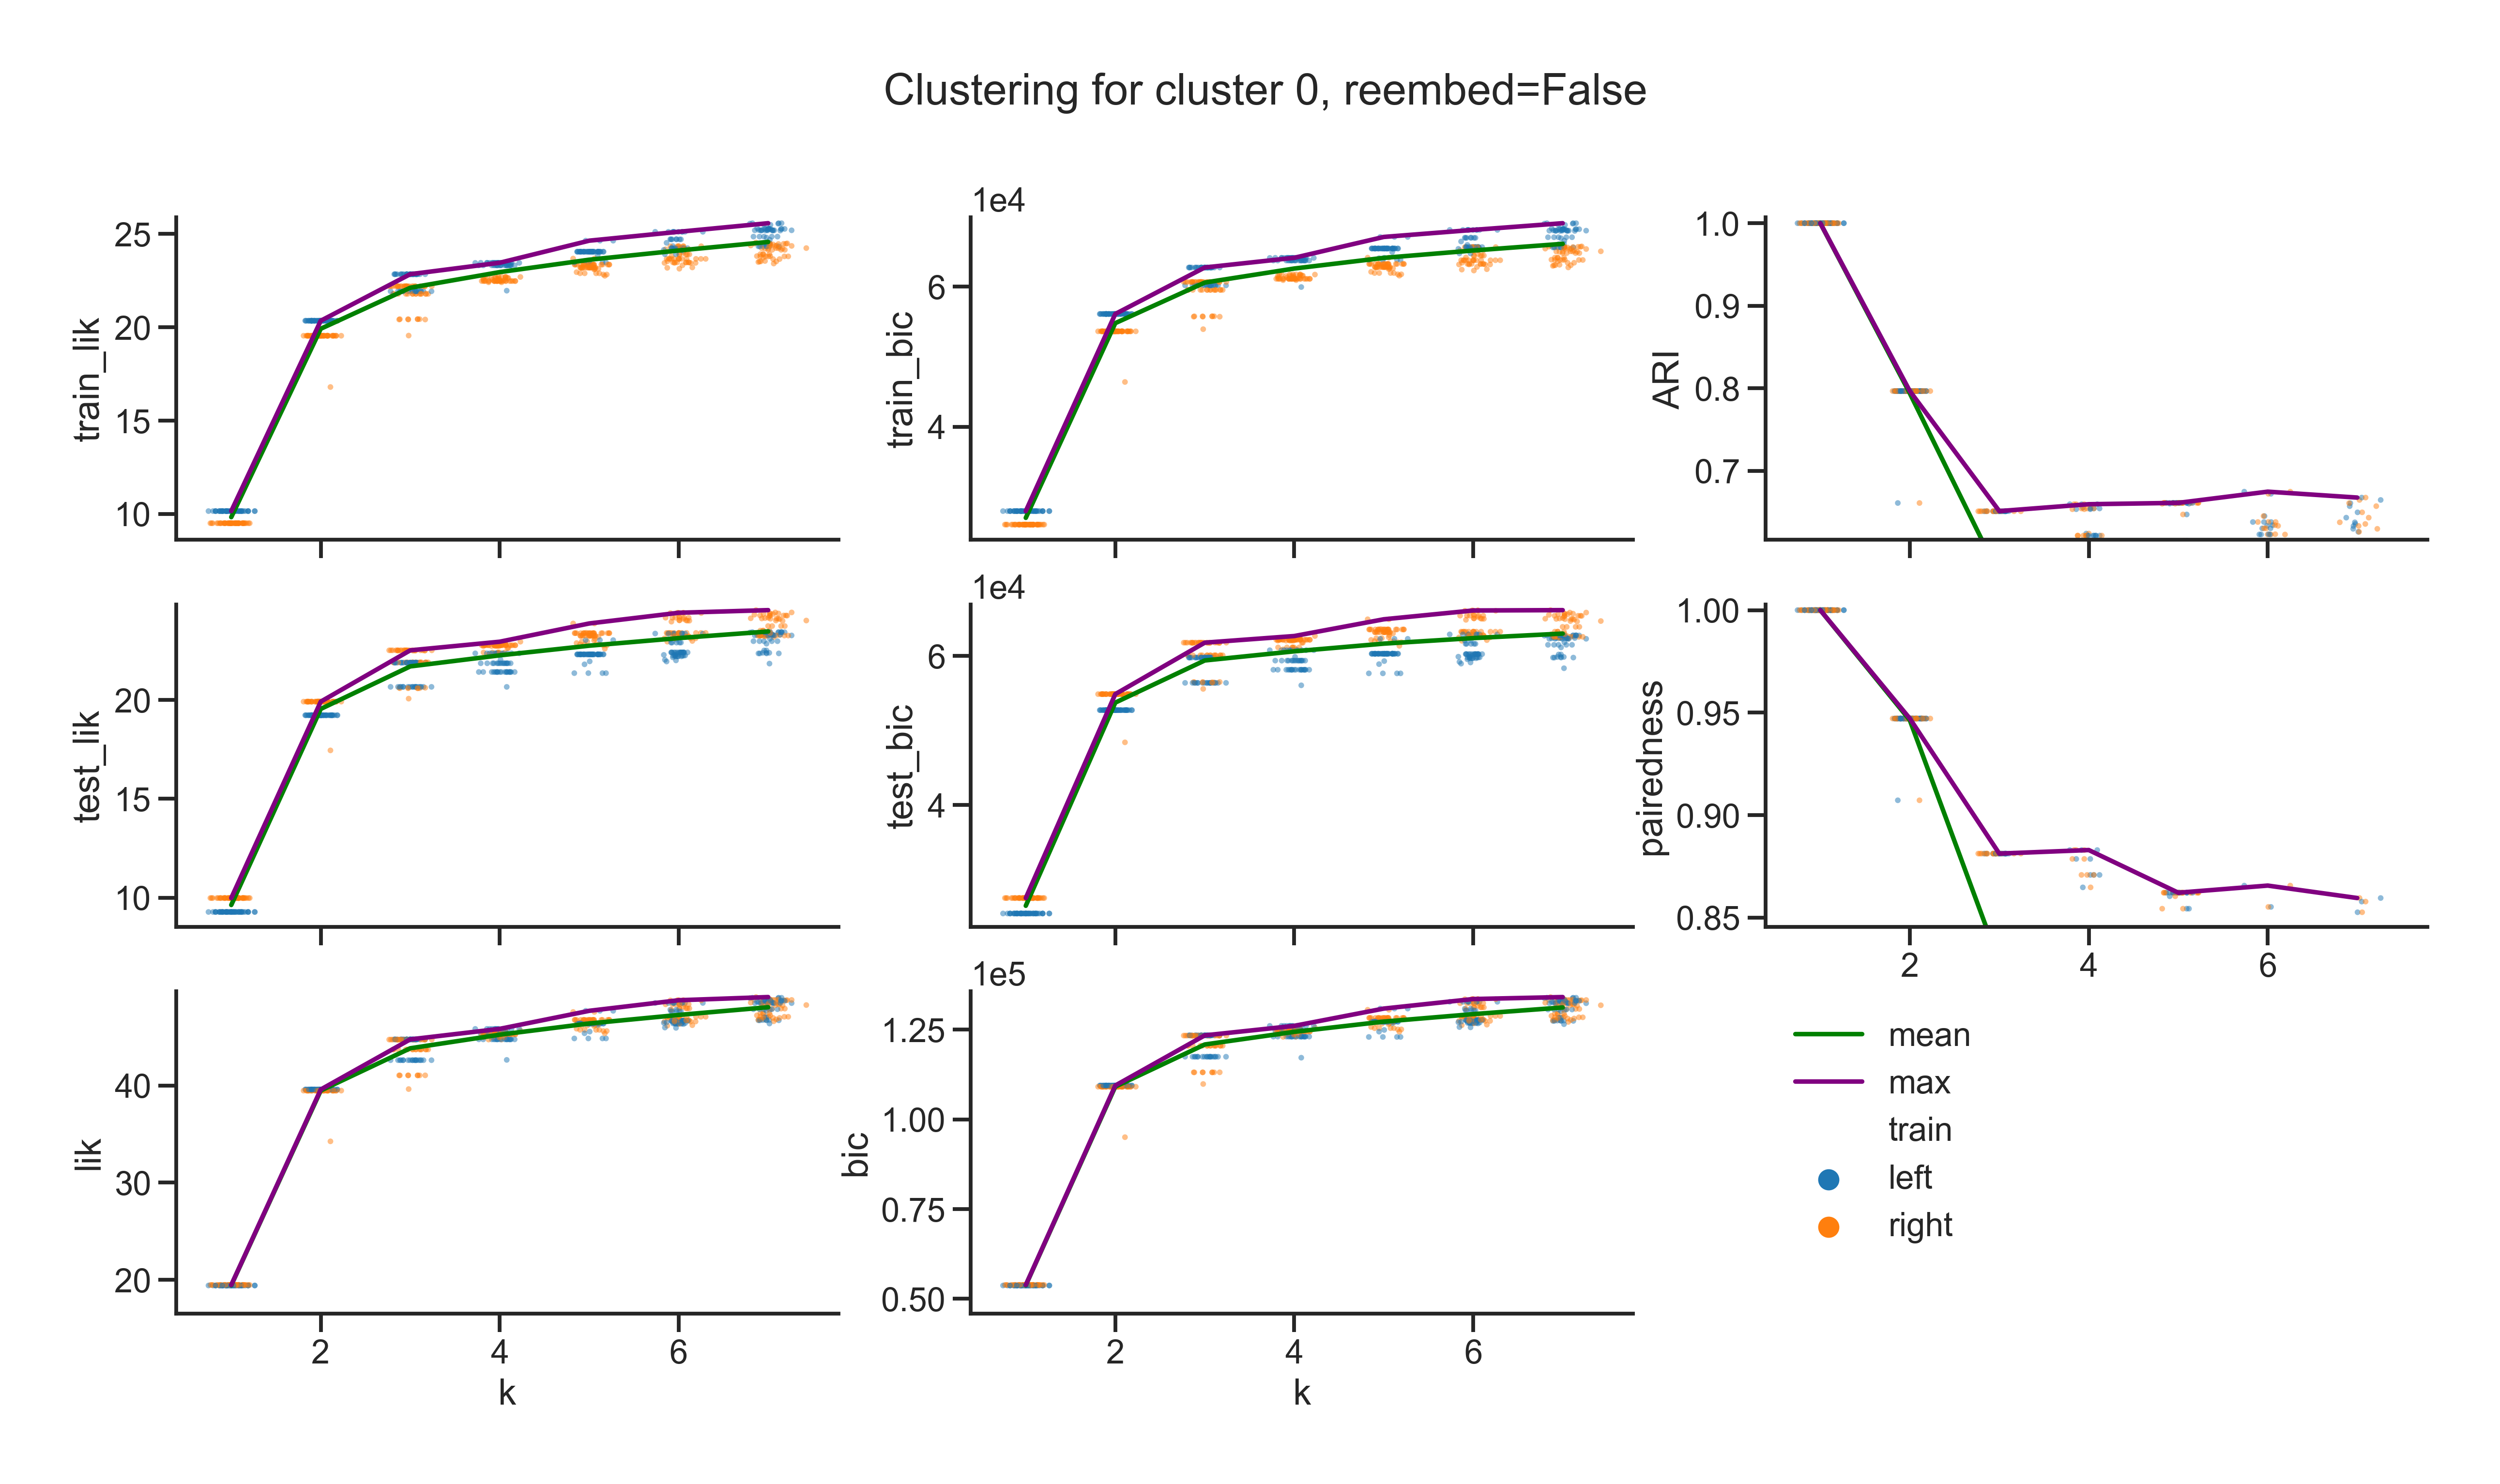 Clustering for cluster 0, reembed=False
25
20
15
10
train_lik
1e4
6
4
train_bic
1.0
0.9
0.8
0.7
ARI
20
15
10
test_lik
1e4
6
4
test_bic
1.00
0.95
0.90
0.85
pairedness
2 4 6
40
30
20
lik
2 4 6
k
1e5
1.25
1.00
0.75
0.50
bic
2 4 6
k
mean
max
train
left
right